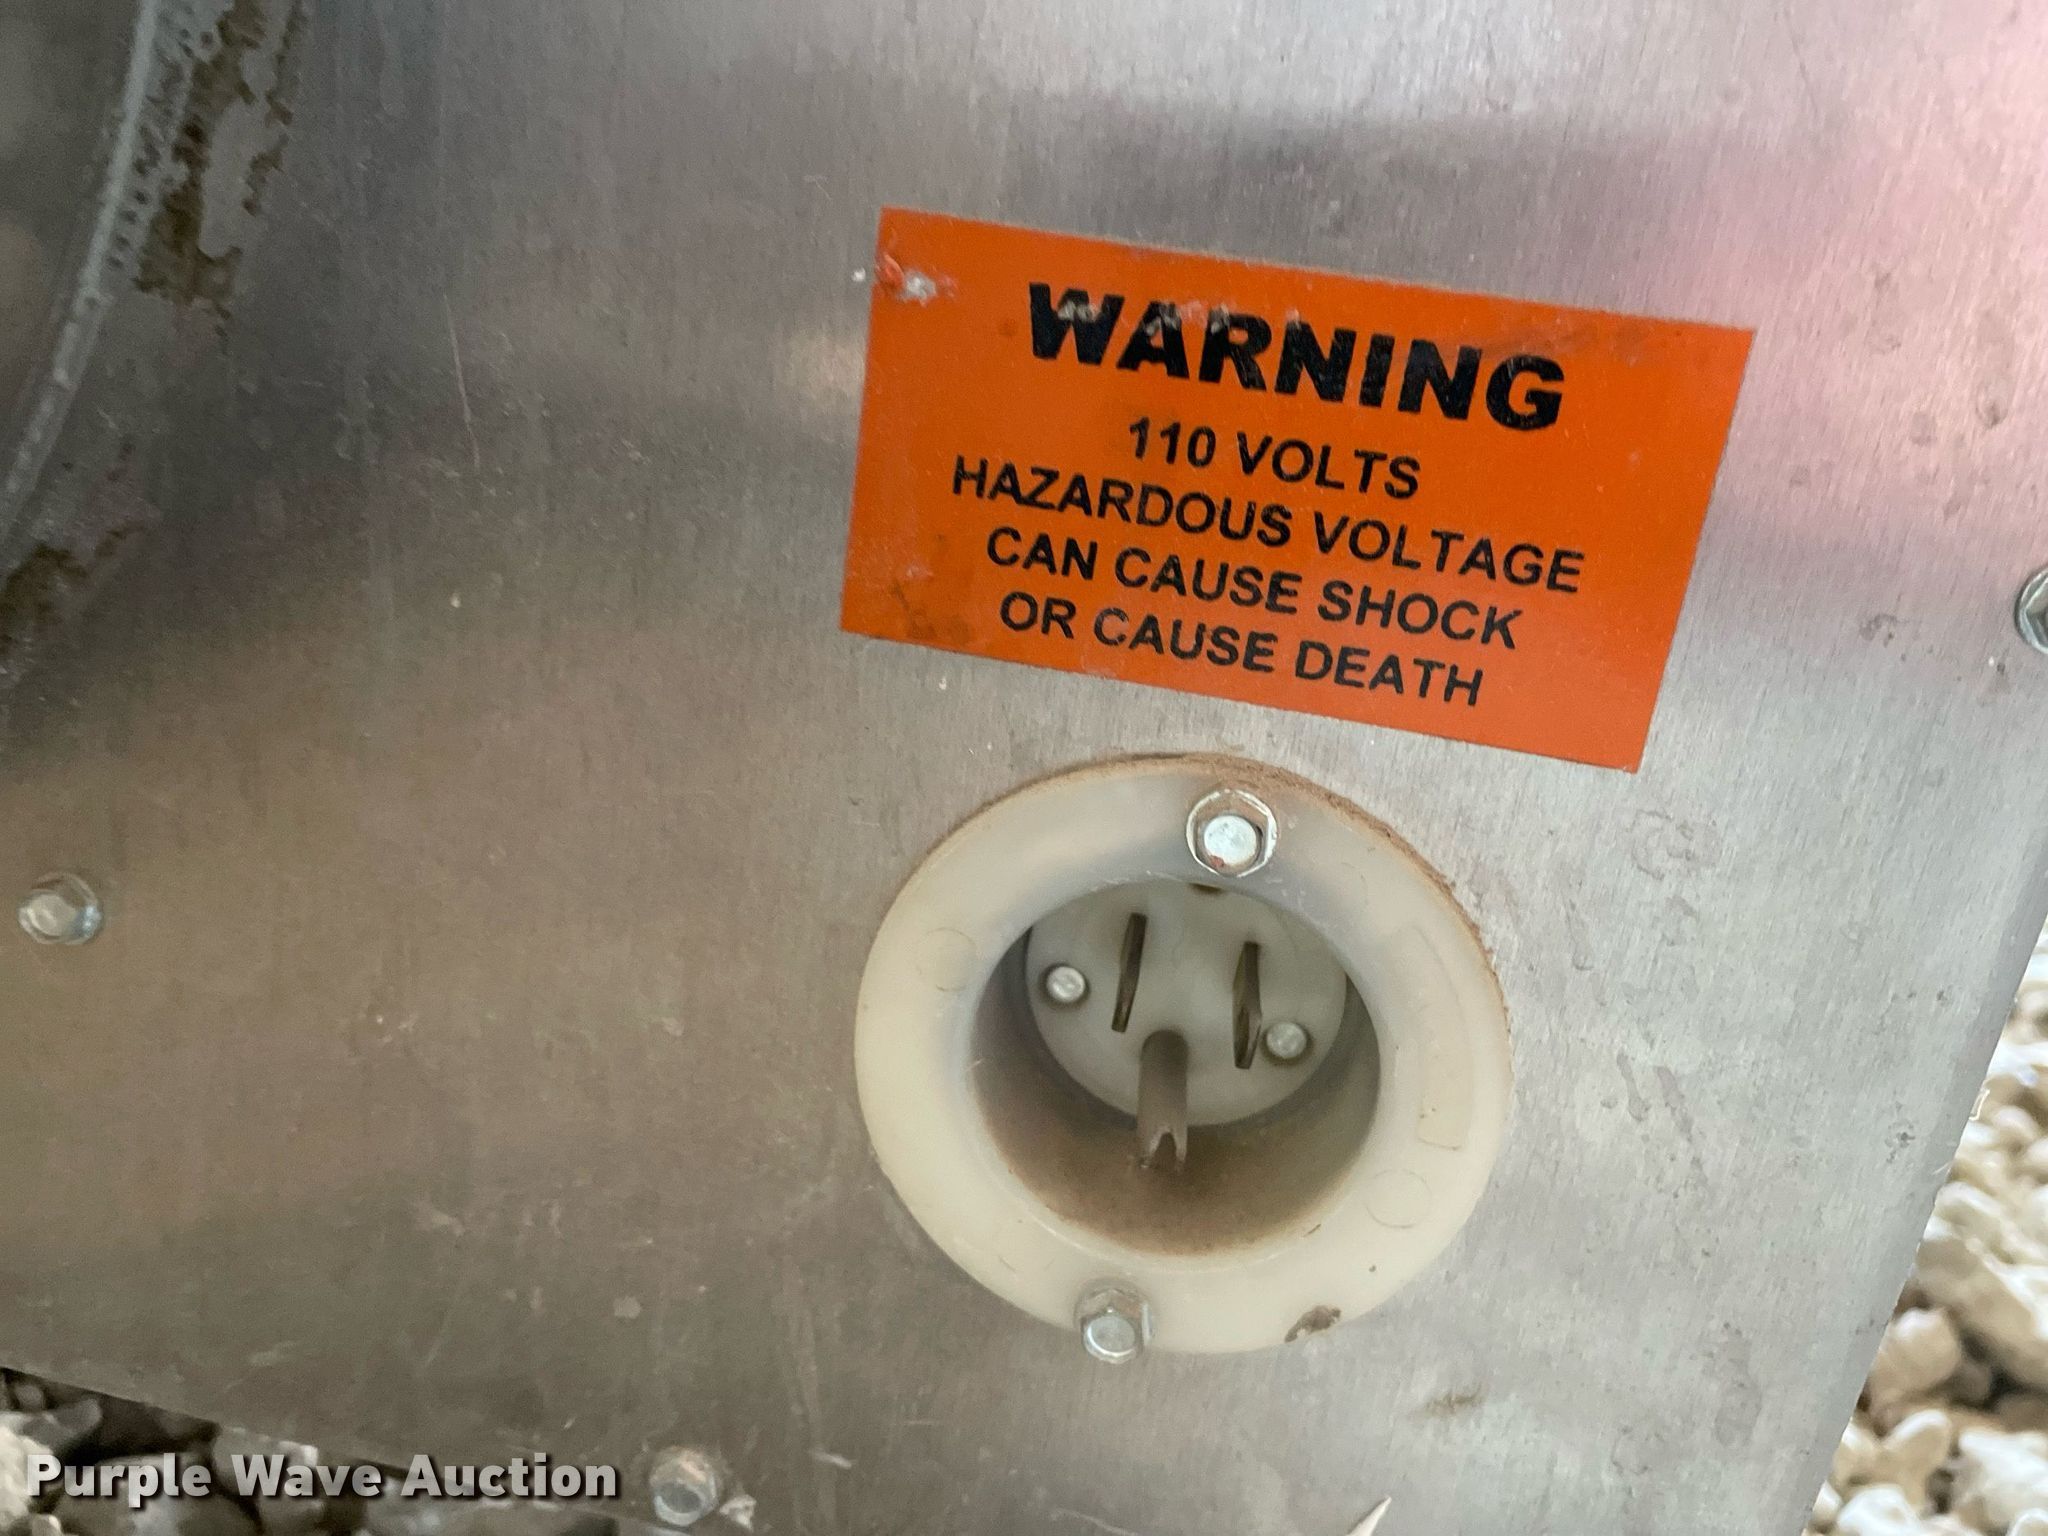 WARNING
110 VOLTS
HAZARDOUS VOLTAGE
CAN CAUSE SHOCK
OR CAUSE DEATH
Purple Wave Auction